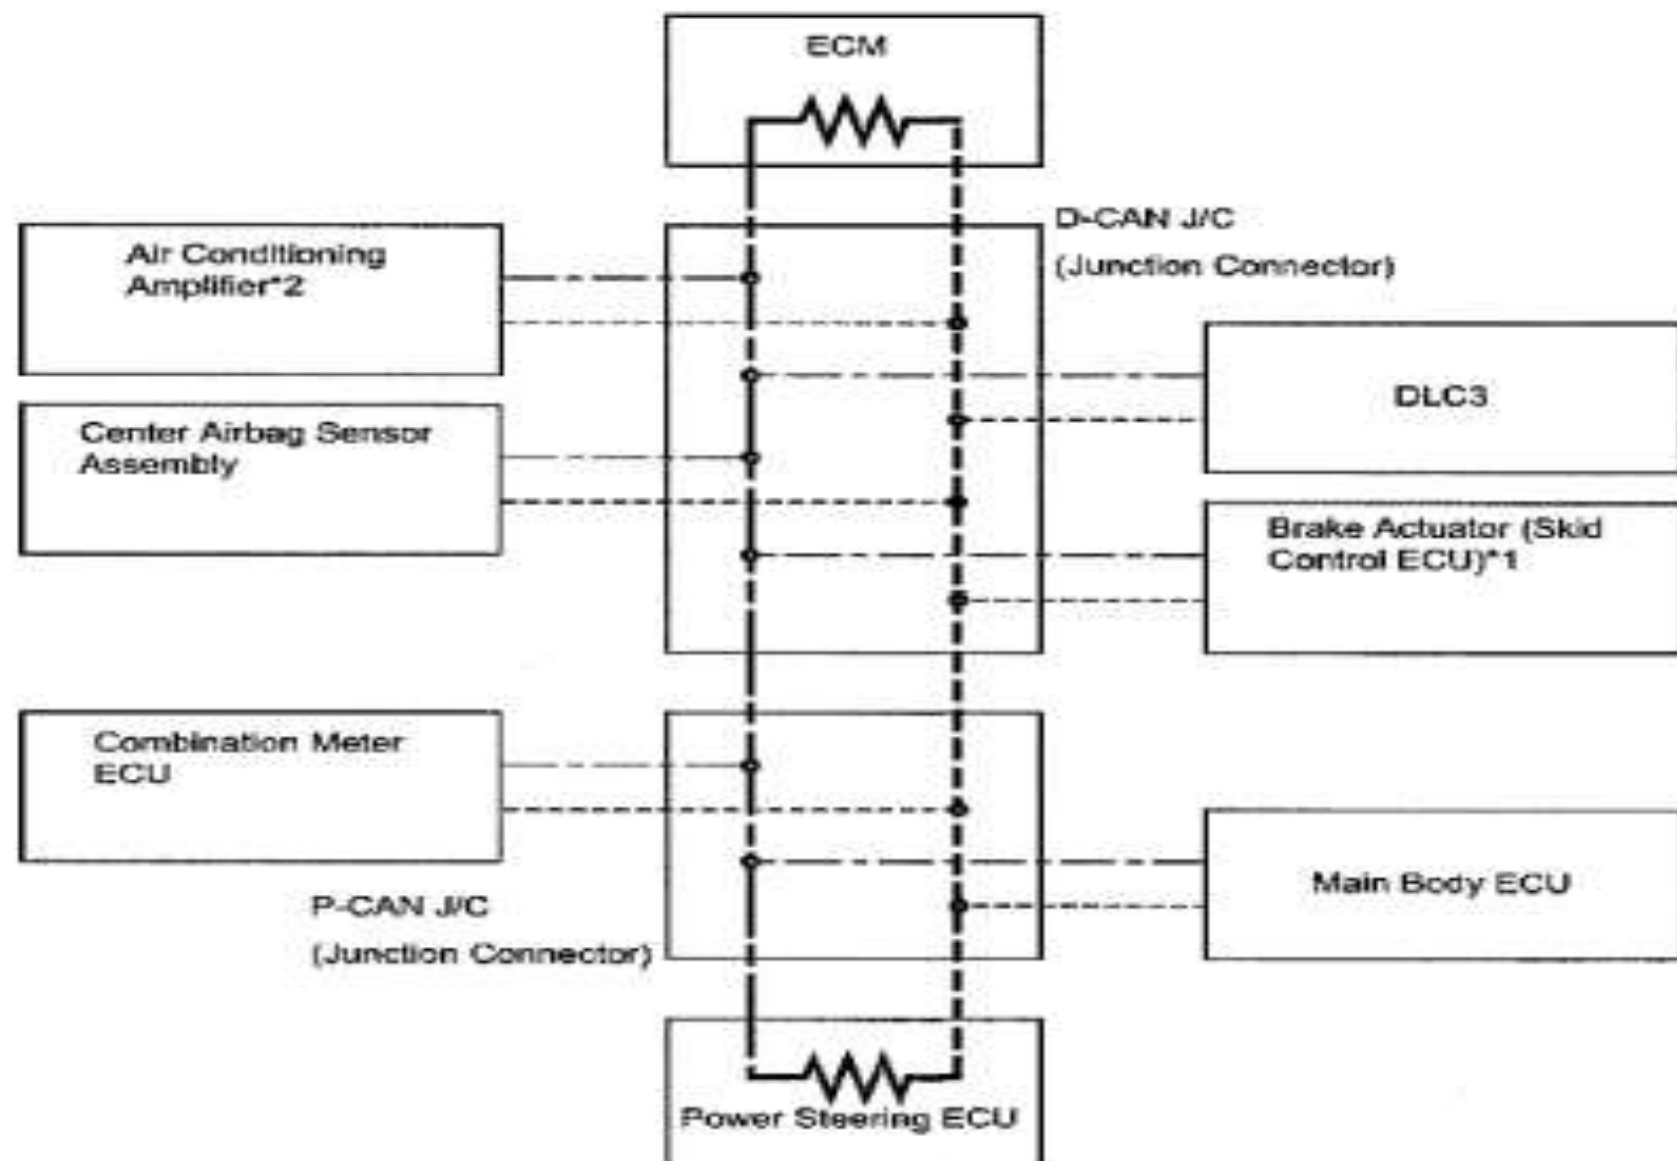 ECM
D-CAN J/C
(Junction Connector)
Air Conditioning
Amplifier*2
DLC3
Center Airbag Sensor
Assembly
Brake Actuator (Skid
Control ECU)*1
Combination Meter
ECU
Main Body ECU
P-CAN J/C
(Junction Connector)
Power Steering ECU